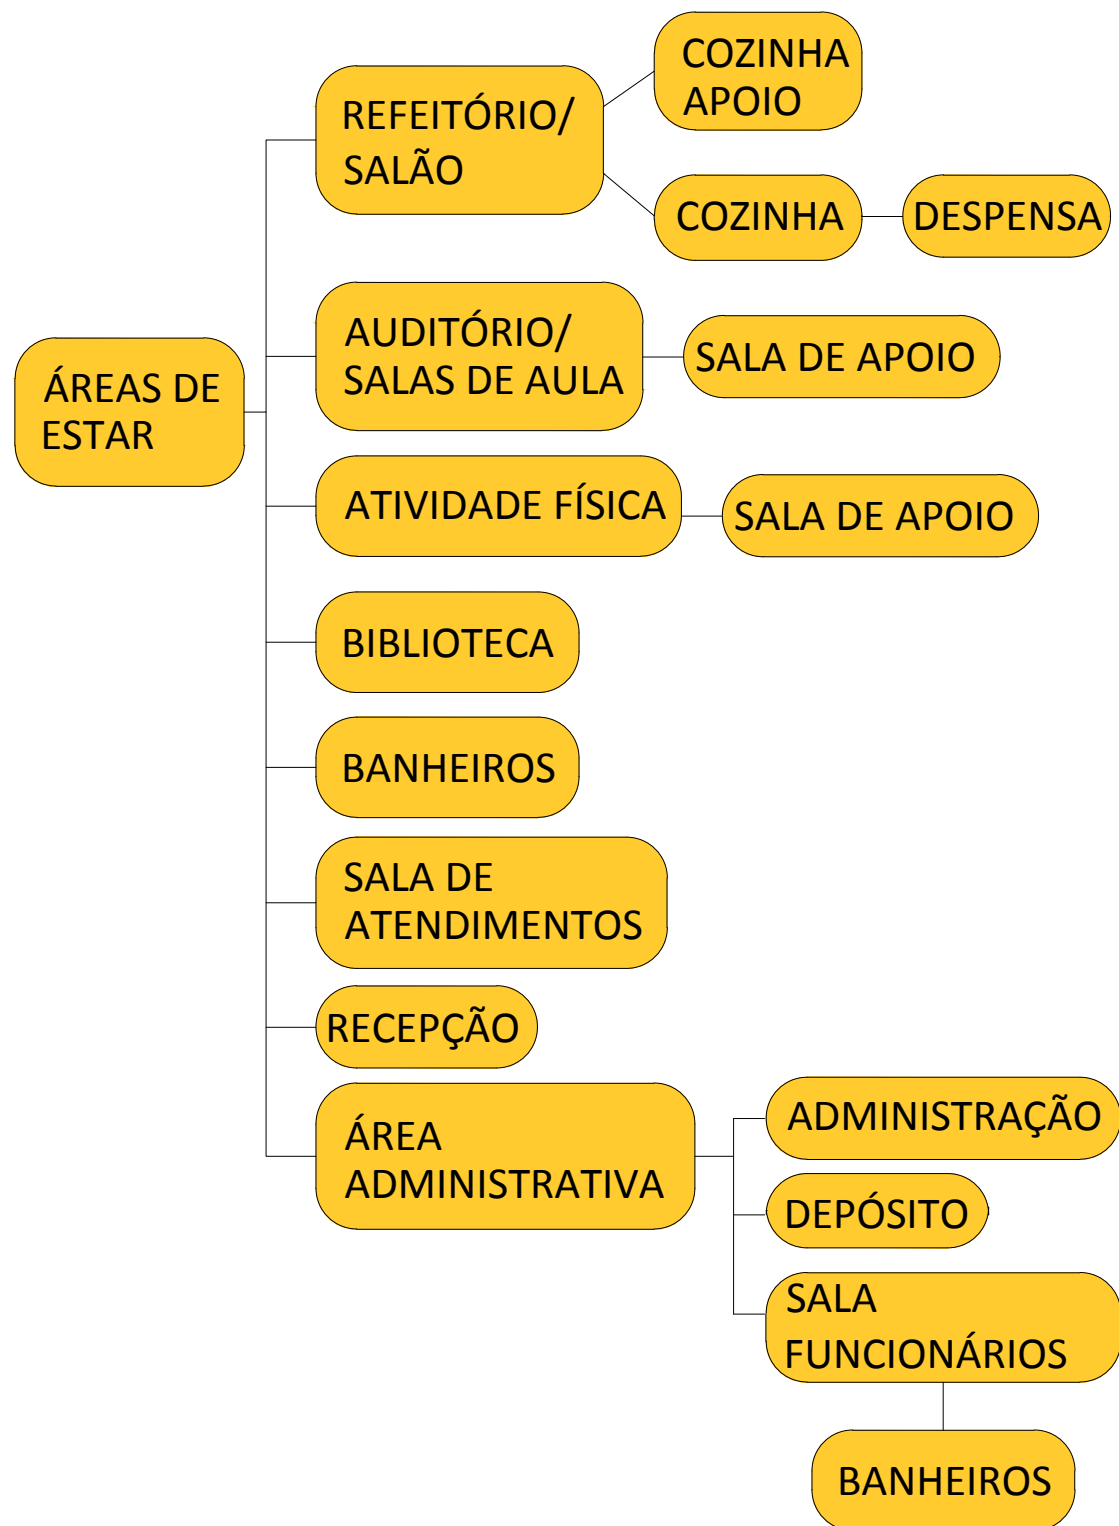 ÁREAS DE
ESTAR
REFEITÓRIO/
SALÃO
COZINHA
APOIO
COZINHA
DESPENSA
AUDITÓRIO/
SALAS DE AULA
SALA DE APOIO
ATIVIDADE FÍSICA
SALA DE APOIO
BIBLIOTECA
BANHEIROS
SALA DE
ATENDIMENTOS
RECEPÇÃO
ÁREA
ADMINISTRATIVA
ADMINISTRAÇÃO
DEPÓSITO
SALA
FUNCIONÁRIOS
BANHEIROS